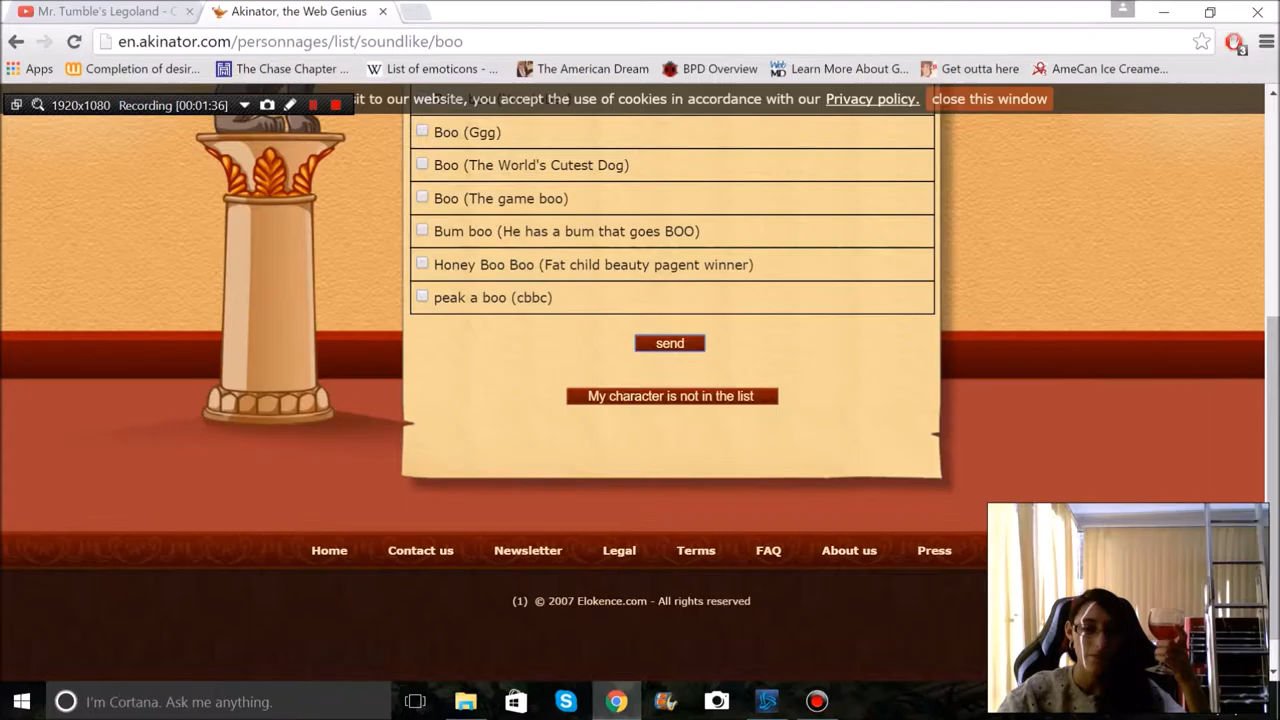 Mr. Tumble's Legoland - C
Akinator, the Web Genius
en.akinator.com/personnages/list/soundlike/boo
3
Apps
Completion of desir...
The Chase Chapter ...
List of emoticons - ...
The American Dream
BPD Overview
Learn More About G...
Get outta here
AmeCan Ice Creame...
1920x1080 Recording [00:01:36]
sit to our website, you accept the use of cookies in accordance with our Privacy policy. close this window
Boo (Ggg)
Boo (The World's Cutest Dog)
Boo (The game boo)
Bum boo (He has a bum that goes BOO)
Honey Boo Boo (Fat child beauty pagent winner)
peak a boo (cbbc)
send
My character is not in the list
Home Contact us Newsletter Legal Terms FAQ About us Press
(1) © 2007 Elokence.com - All rights reserved
I'm Cortana. Ask me anything.